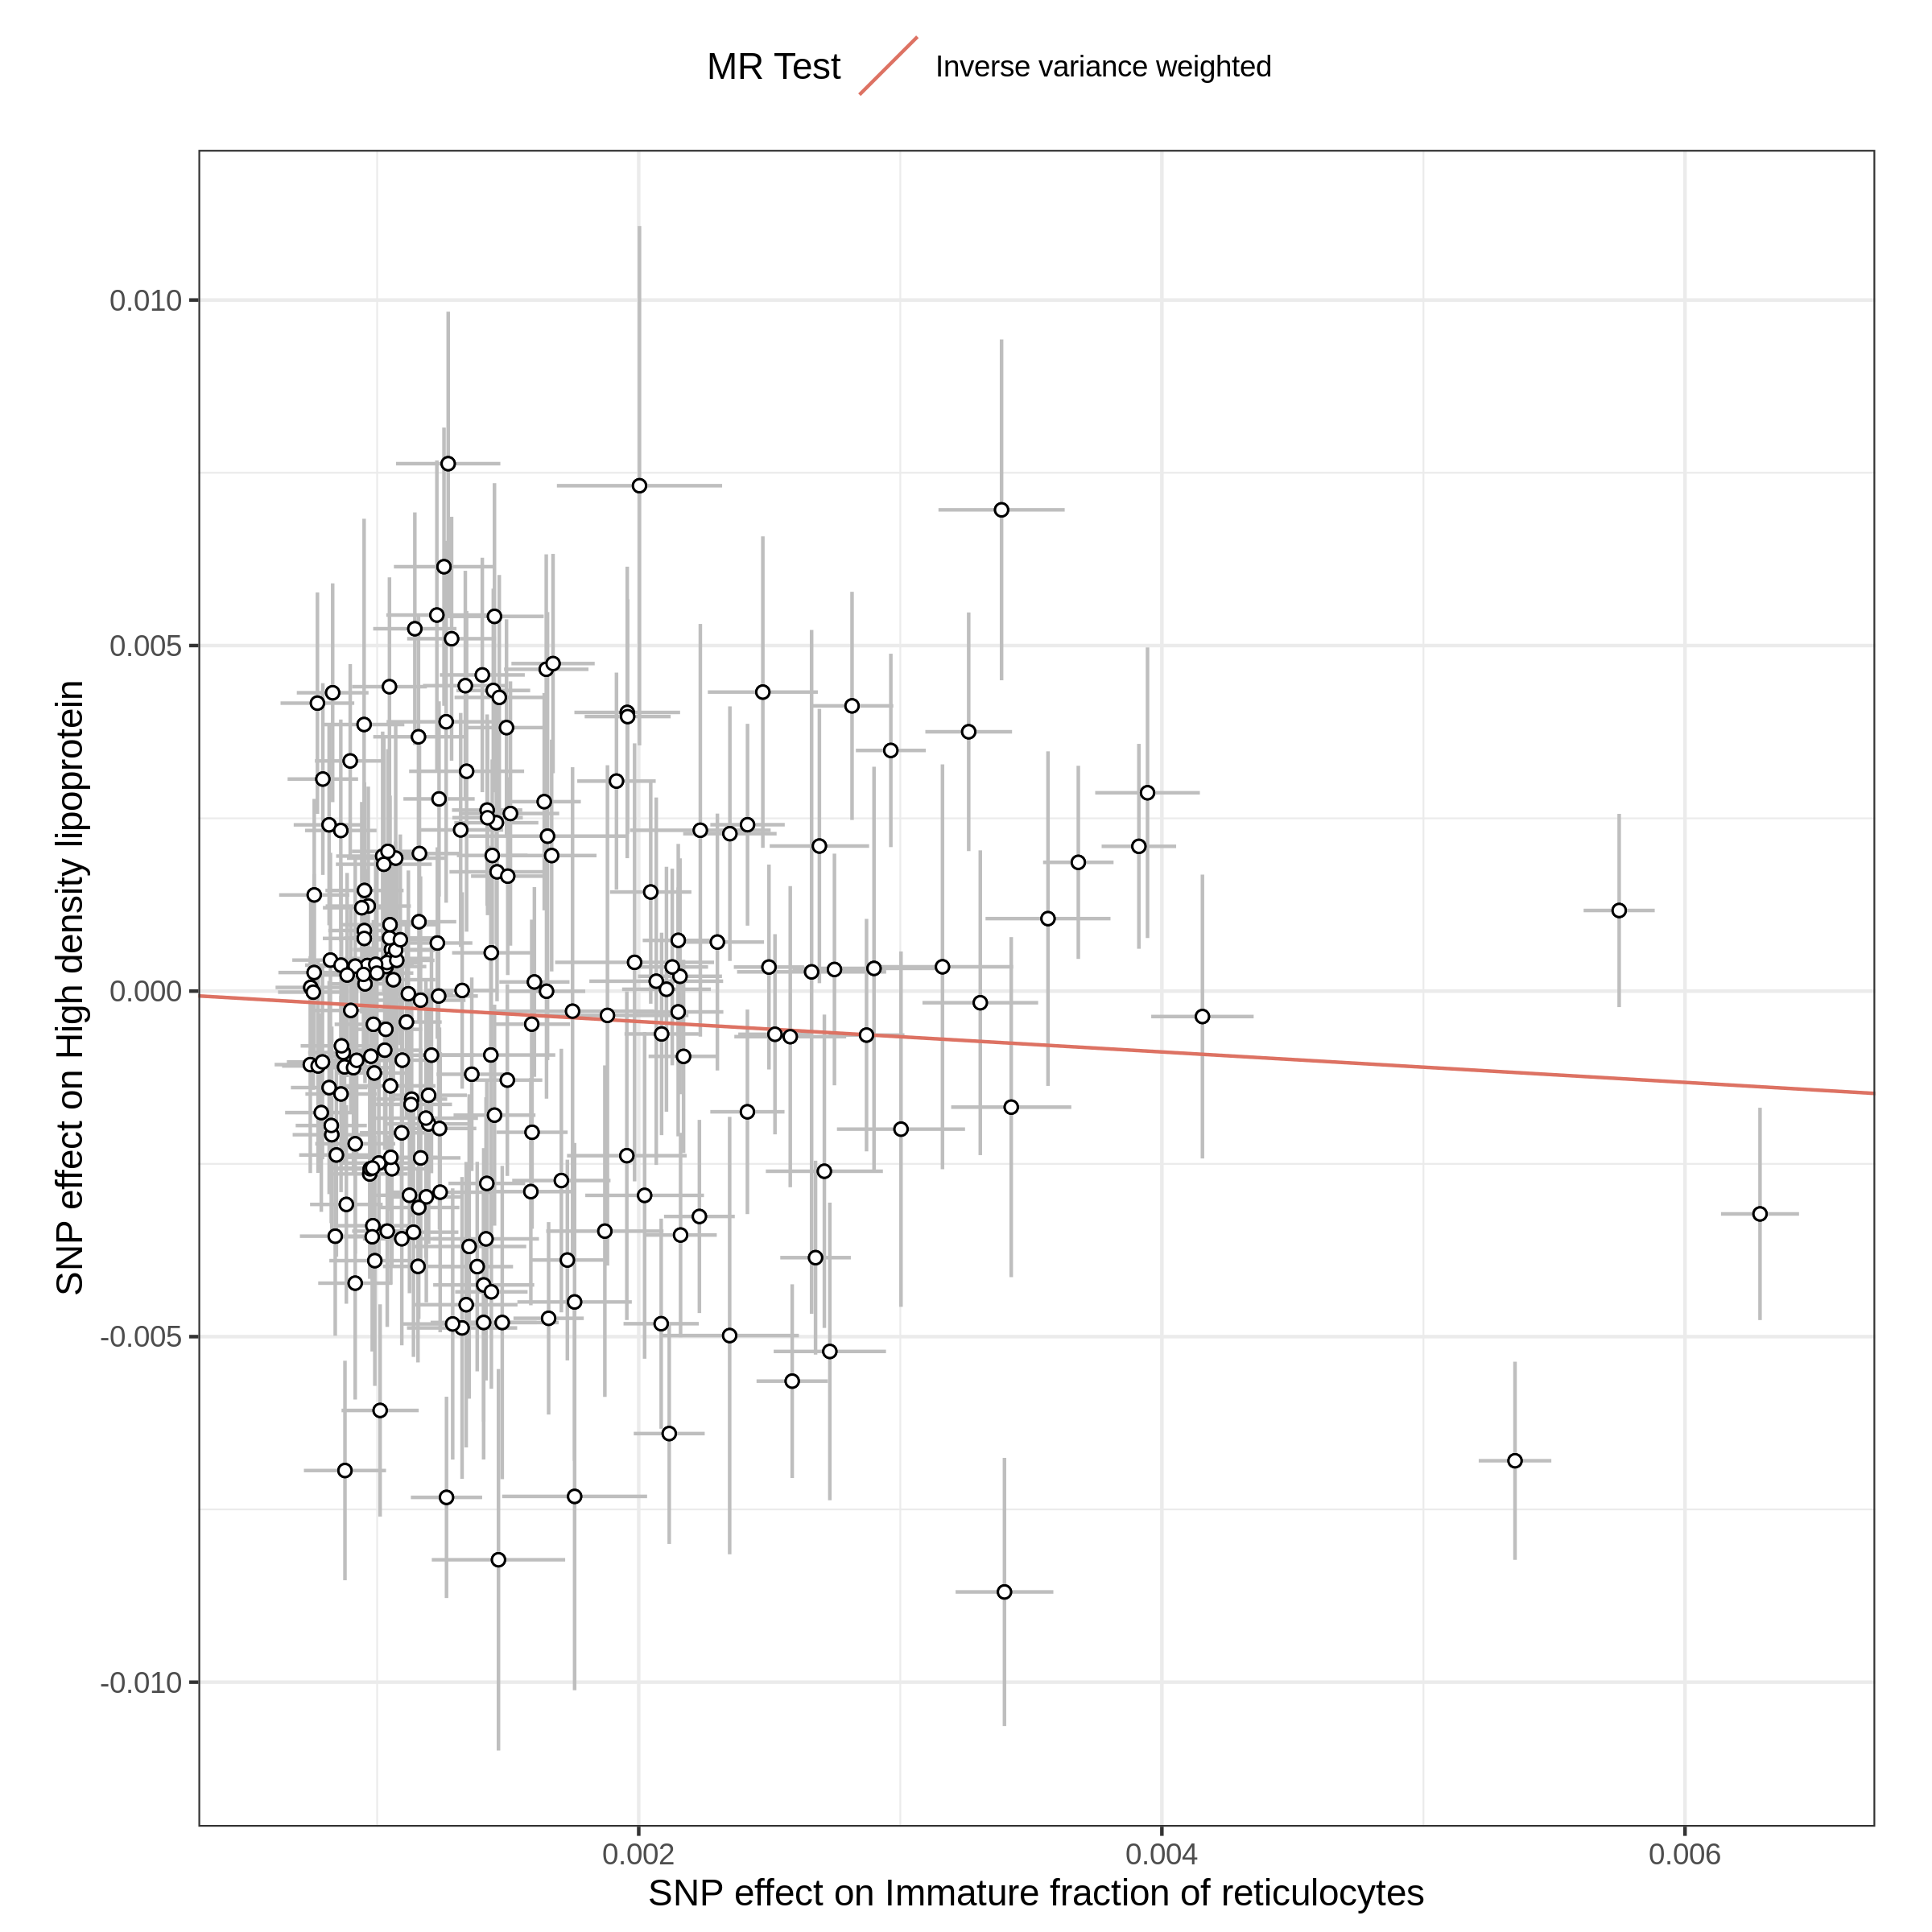 MR Test Inverse variance weighted
0.010
0.005
0.000
-0.005
-0.010
SNP effect on High density lipoprotein
0.002 0.004 0.006
SNP effect on Immature fraction of reticulocytes